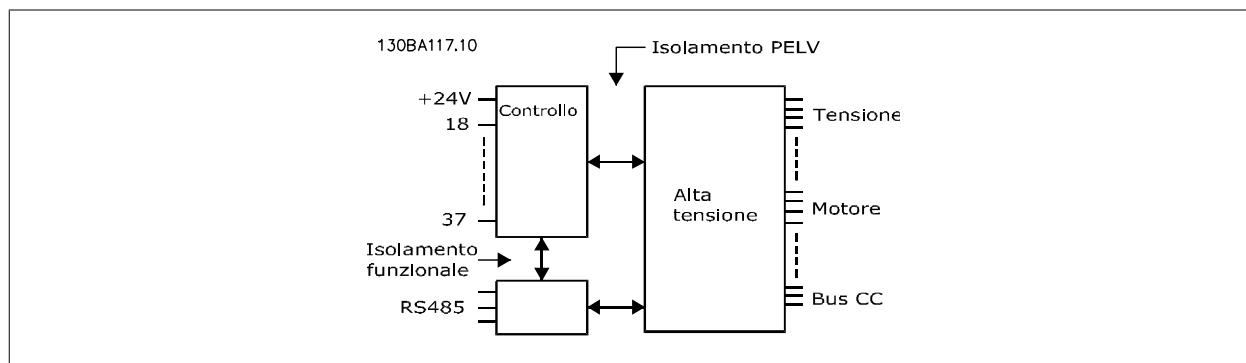 130BA117.10
Isolamento PELV
+24V
Controllo
18
37
Tensione
Alta
tensione
Motore
Isolamento
funzionale
RS485
Bus CC